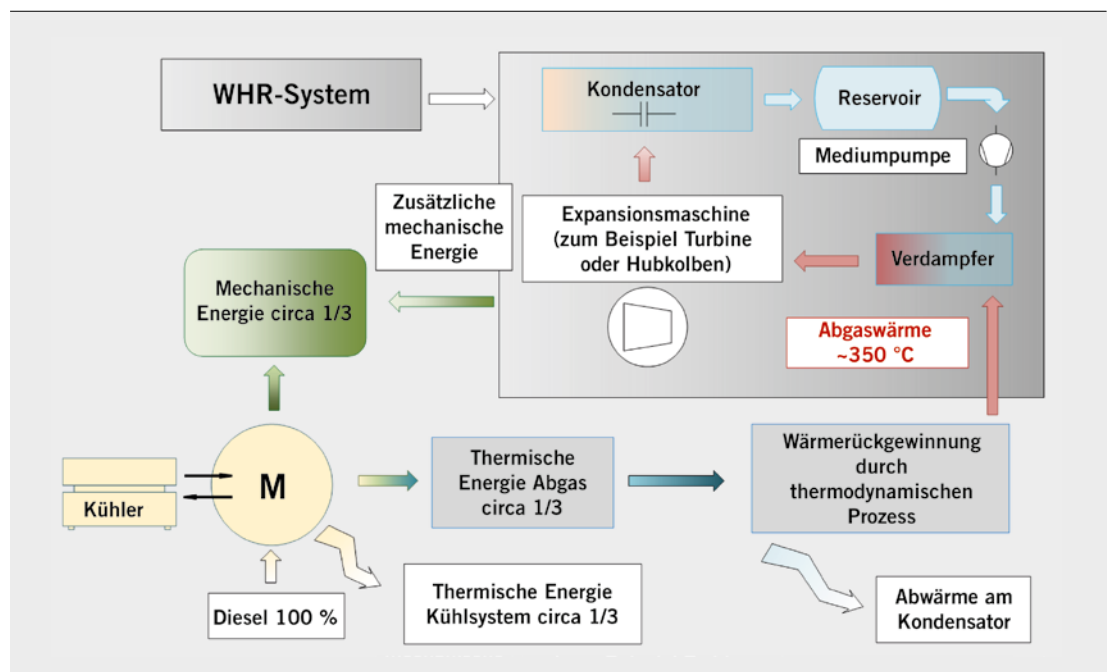 WHR-System
Kondensator
Reservoir
Mediumpumpe
Zusätzliche
mechanische
Energie
Expansionsmaschine
(zum Beispiel Turbine
oder Hubkolben)
Verdampfer
Mechanische
Energie circa 1/3
Abgaswärme
~350 °C
Kühler
M
Thermische
Energie Abgas
circa 1/3
Wärmerückgewinnung
durch
thermodynamischen
Prozess
Diesel 100 %
Thermische Energie
Kühlsystem circa 1/3
Abwärme am
Kondensator